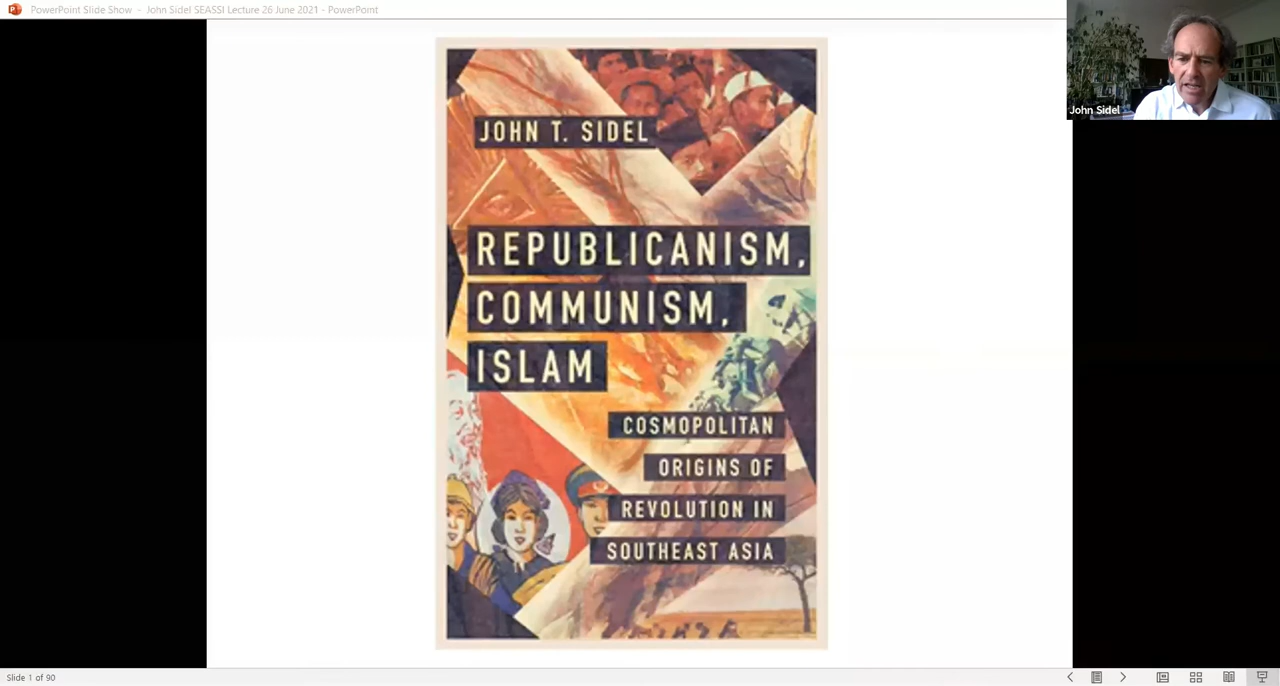 PowerPoint Slide Show - John Sidel SEASSI Lecture 26 June 2021 - PowerPoint
John Sidel
JOHN T. SIDEL
REPUBLICANISM,
COMMUNISM,
ISLAM
COSMOPOLITAN
ORIGINS OF
REVOLUTION IN
SOUTHEAST ASIA
Slide 1 of 90